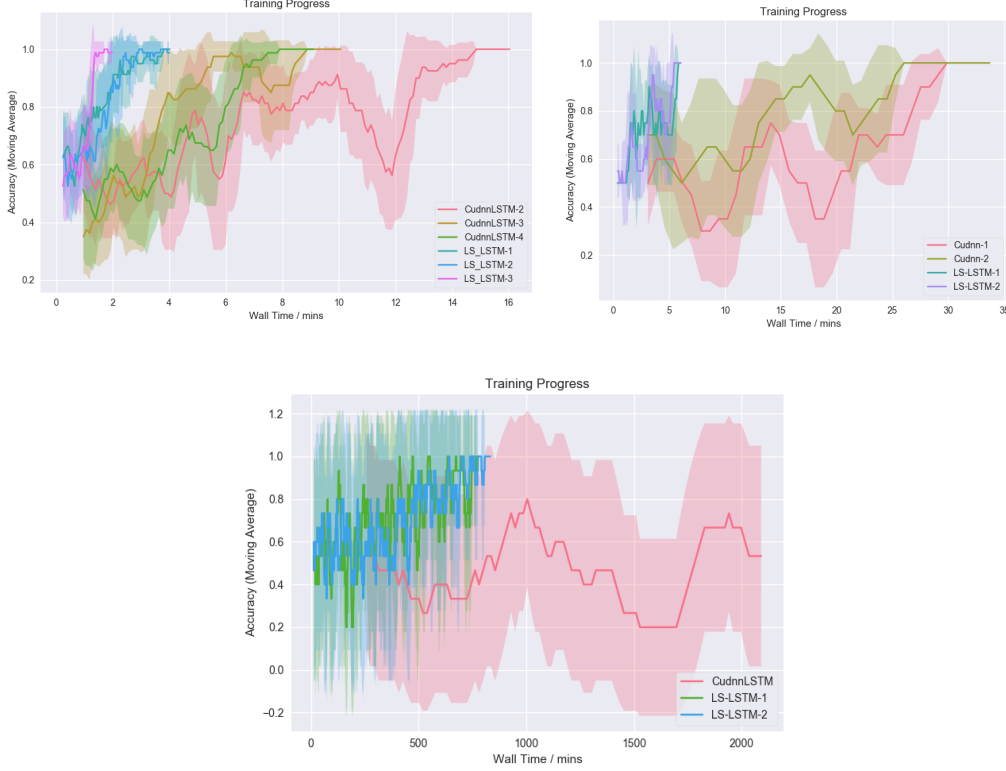 Training Progress
Accuracy (Moving Average)
1.0
0.8
0.6
0.4
0.2
CudnnLSTM-2
CudnnLSTM-3
CudnnLSTM-4
LS_LSTM-1
LS_LSTM-2
LS_LSTM-3
0 2 4 6 8 10 12 14 16
Wall Time / mins
Training Progress
Accuracy (Moving Average)
1.0
0.8
0.6
0.4
0.2
Cudnn-1
Cudnn-2
LS-LSTM-1
LS-LSTM-2
0 5 10 15 20 25 30 35
Wall Time / mins
Training Progress
Accuracy (Moving Average)
1.2
1.0
0.8
0.6
0.4
0.2
0.0
−0.2
CudnnLSTM
LS-LSTM-1
LS-LSTM-2
0 500 1000 1500 2000
Wall Time / mins